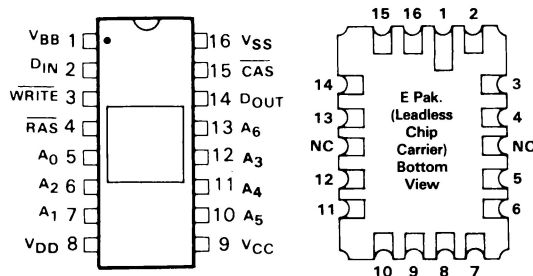 VBB 1 16 VSS
DIN 2 15 CAS
WRITE 3 14 DOUT
RAS 4 13 A6
A0 5 12 A3
A2 6 11 A4
A1 7 10 A5
VDD 8 9 VCC
15 16 1 2
14 3
13 4
NC NC
12 5
11 6
10 9 8 7
E Pak.
(Leadless
Chip
Carrier)
Bottom
View